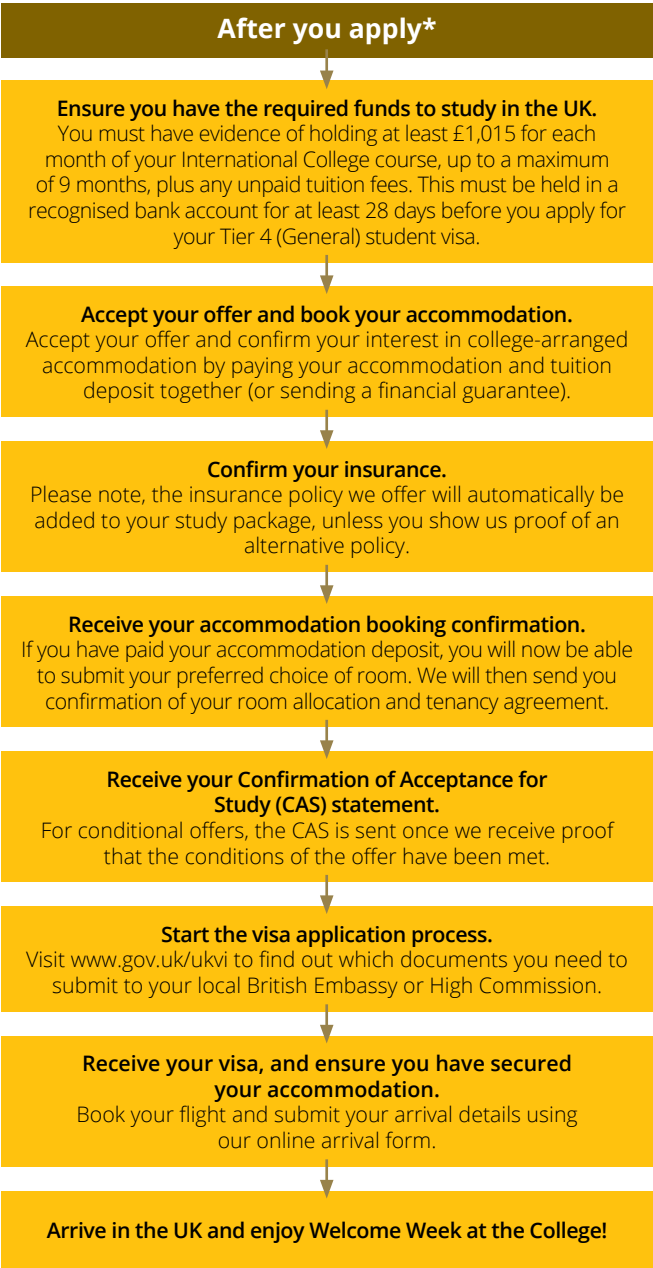 After you apply*
Ensure you have the required funds to study in the UK.
You must have evidence of holding at least £1,015 for each
month of your International College course, up to a maximum
of 9 months, plus any unpaid tuition fees. This must be held in a
recognised bank account for at least 28 days before you apply for
your Tier 4 (General) student visa.
Accept your offer and book your accommodation.
Accept your offer and confirm your interest in college-arranged
accommodation by paying your accommodation and tuition
deposit together (or sending a financial guarantee).
Confirm your insurance.
Please note, the insurance policy we offer will automatically be
added to your study package, unless you show us proof of an
alternative policy.
Receive your accommodation booking confirmation.
If you have paid your accommodation deposit, you will now be able
to submit your preferred choice of room. We will then send you
confirmation of your room allocation and tenancy agreement.
Receive your Confirmation of Acceptance for
Study (CAS) statement.
For conditional offers, the CAS is sent once we receive proof
that the conditions of the offer have been met.
Start the visa application process.
Visit www.gov.uk/ukvi to find out which documents you need to
submit to your local British Embassy or High Commission.
Receive your visa, and ensure you have secured
your accommodation.
Book your flight and submit your arrival details using
our online arrival form.
Arrive in the UK and enjoy Welcome Week at the College!